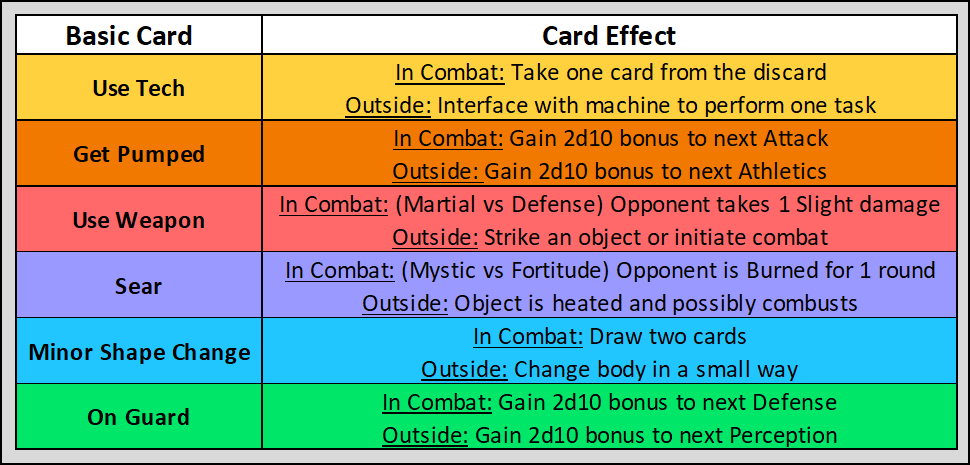 Basic Card
Card Effect
Use Tech
In Combat: Take one card from the discard
Outside: Interface with machine to perform one task
Get Pumped
In Combat: Gain 2d10 bonus to next Attack
Outside: Gain 2d10 bonus to next Athletics
Use Weapon
In Combat: (Martial vs Defense) Opponent takes 1 Slight damage
Outside: Strike an object or initiate combat
Sear
In Combat: (Mystic vs Fortitude) Opponent is Burned for 1 round
Outside: Object is heated and possibly combusts
Minor Shape Change
In Combat: Draw two cards
Outside: Change body in a small way
On Guard
In Combat: Gain 2d10 bonus to next Defense
Outside: Gain 2d10 bonus to next Perception